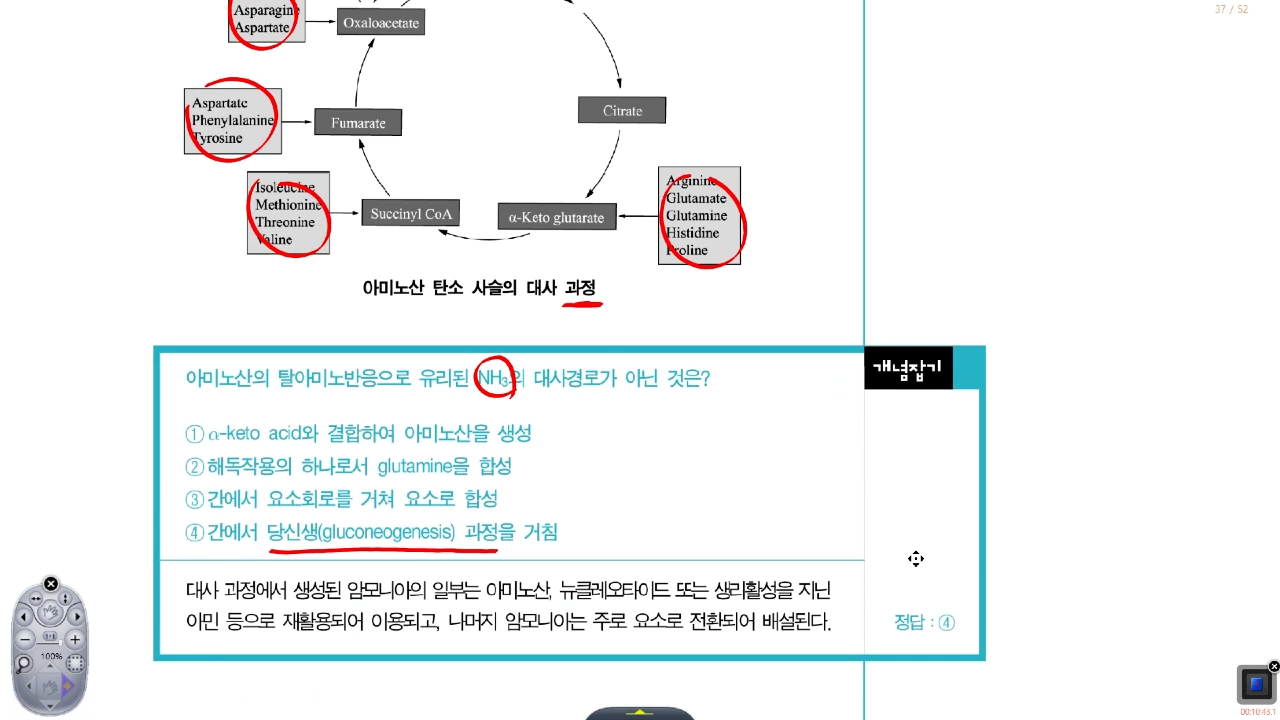 37 / 52
Asparagine
Aspartate
Oxaloacetate
Aspartate
Phenylalanine
Tyrosine
Fumarate
Citrate
Isoleucine
Methionine
Threonine
Valine
Succinyl CoA
α-Keto glutarate
Arginine
Glutamate
Glutamine
Histidine
Proline
아미노산 탄소 사슬의 대사 과정
아미노산의 탈아미노반응으로 유리된 NH₃의 대사경로가 아닌 것은?
개념잡기
① α-keto acid와 결합하여 아미노산을 생성
② 해독작용의 하나로서 glutamine을 합성
③ 간에서 요소회로를 거쳐 요소로 합성
④ 간에서 당신생(gluconeogenesis) 과정을 거침
대사 과정에서 생성된 암모니아의 일부는 아미노산, 뉴클레오타이드 또는 생리활성을 지닌
아민 등으로 재활용되어 이용되고, 나머지 암모니아는 주로 요소로 전환되어 배설된다.
정답 : ④
100%
00:10:43.1